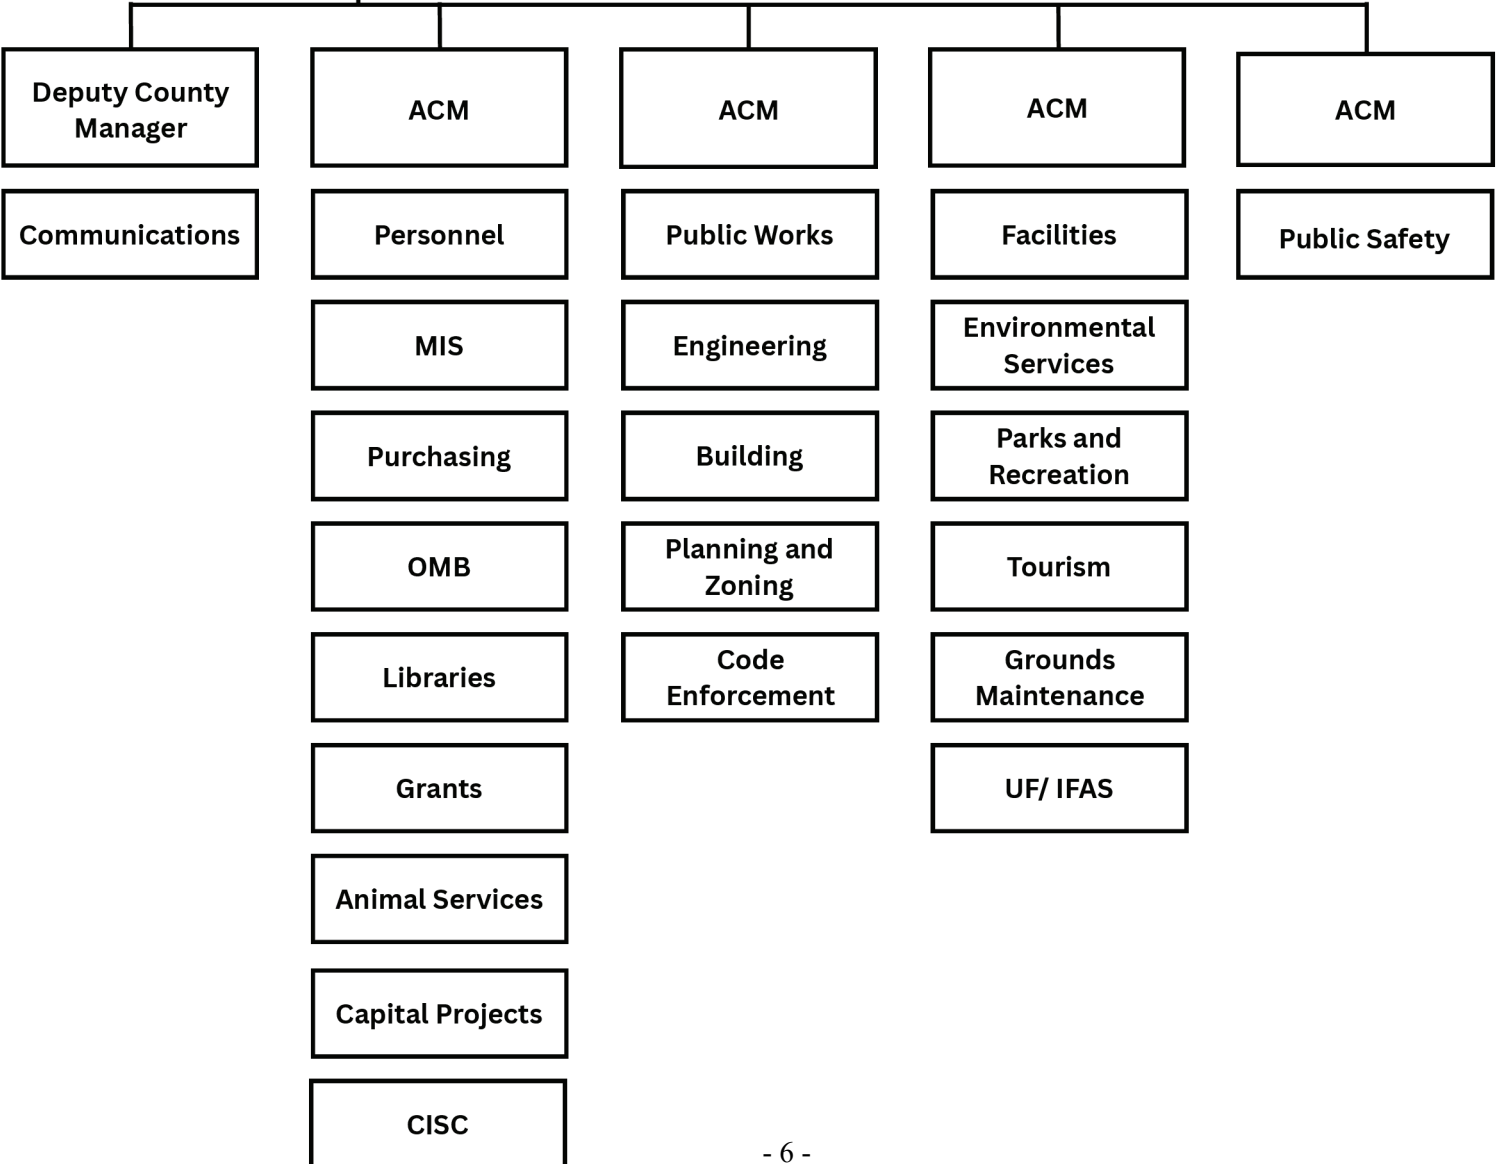 Deputy County
Manager
Communications
ACM
Personnel
MIS
Purchasing
OMB
Libraries
Grants
Animal Services
Capital Projects
CISC
ACM
Public Works
Engineering
Building
Planning and
Zoning
Code
Enforcement
ACM
Facilities
Environmental
Services
Parks and
Recreation
Tourism
Grounds
Maintenance
UF/ IFAS
ACM
Public Safety
- 6 -